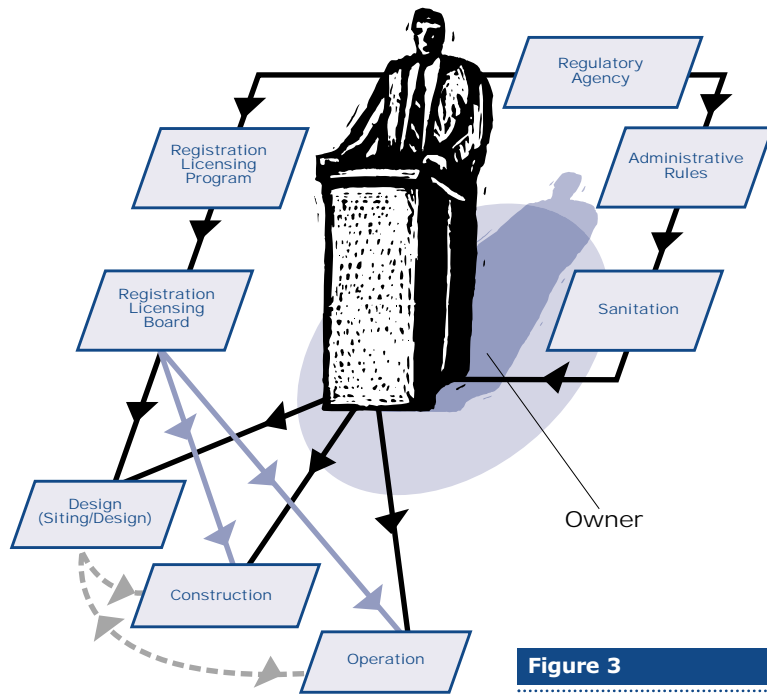 Regulatory
Agency
Registration
Licensing
Program
Administrative
Rules
Registration
Licensing
Board
Sanitation
Design
(Siting/Design)
Owner
Construction
Operation
Figure 3